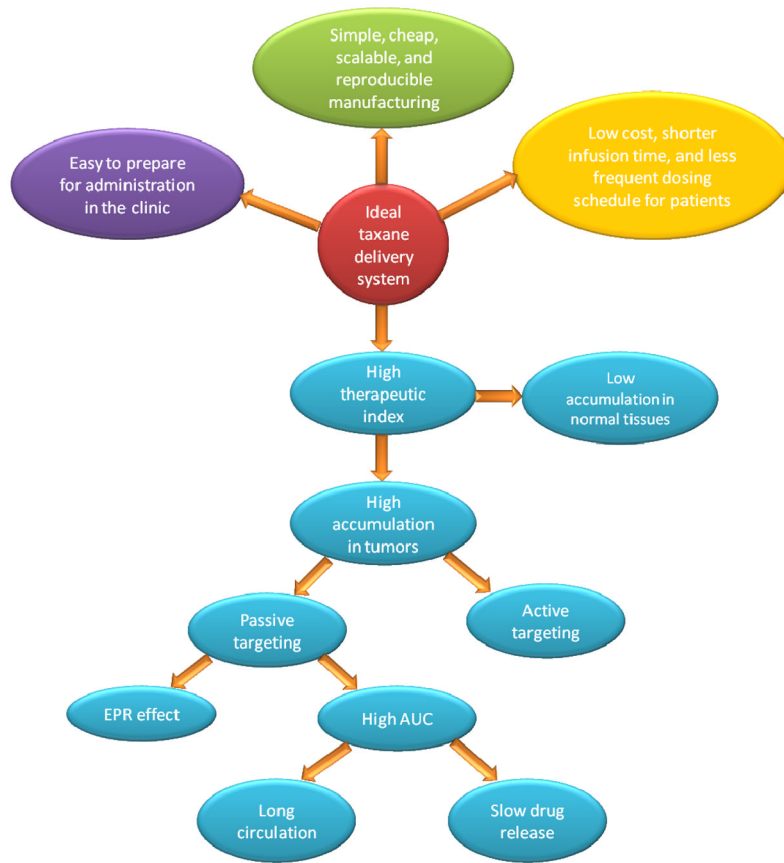 Simple, cheap,
scalable, and
reproducible
manufacturing
Easy to prepare
for administration
in the clinic
Low cost, shorter
infusion time, and less
frequent dosing
schedule for patients
Ideal
taxane
delivery
system
High
therapeutic
index
Low
accumulation in
normal tissues
High
accumulation
in tumors
Passive
targeting
Active
targeting
EPR effect
High AUC
Long
circulation
Slow drug
release